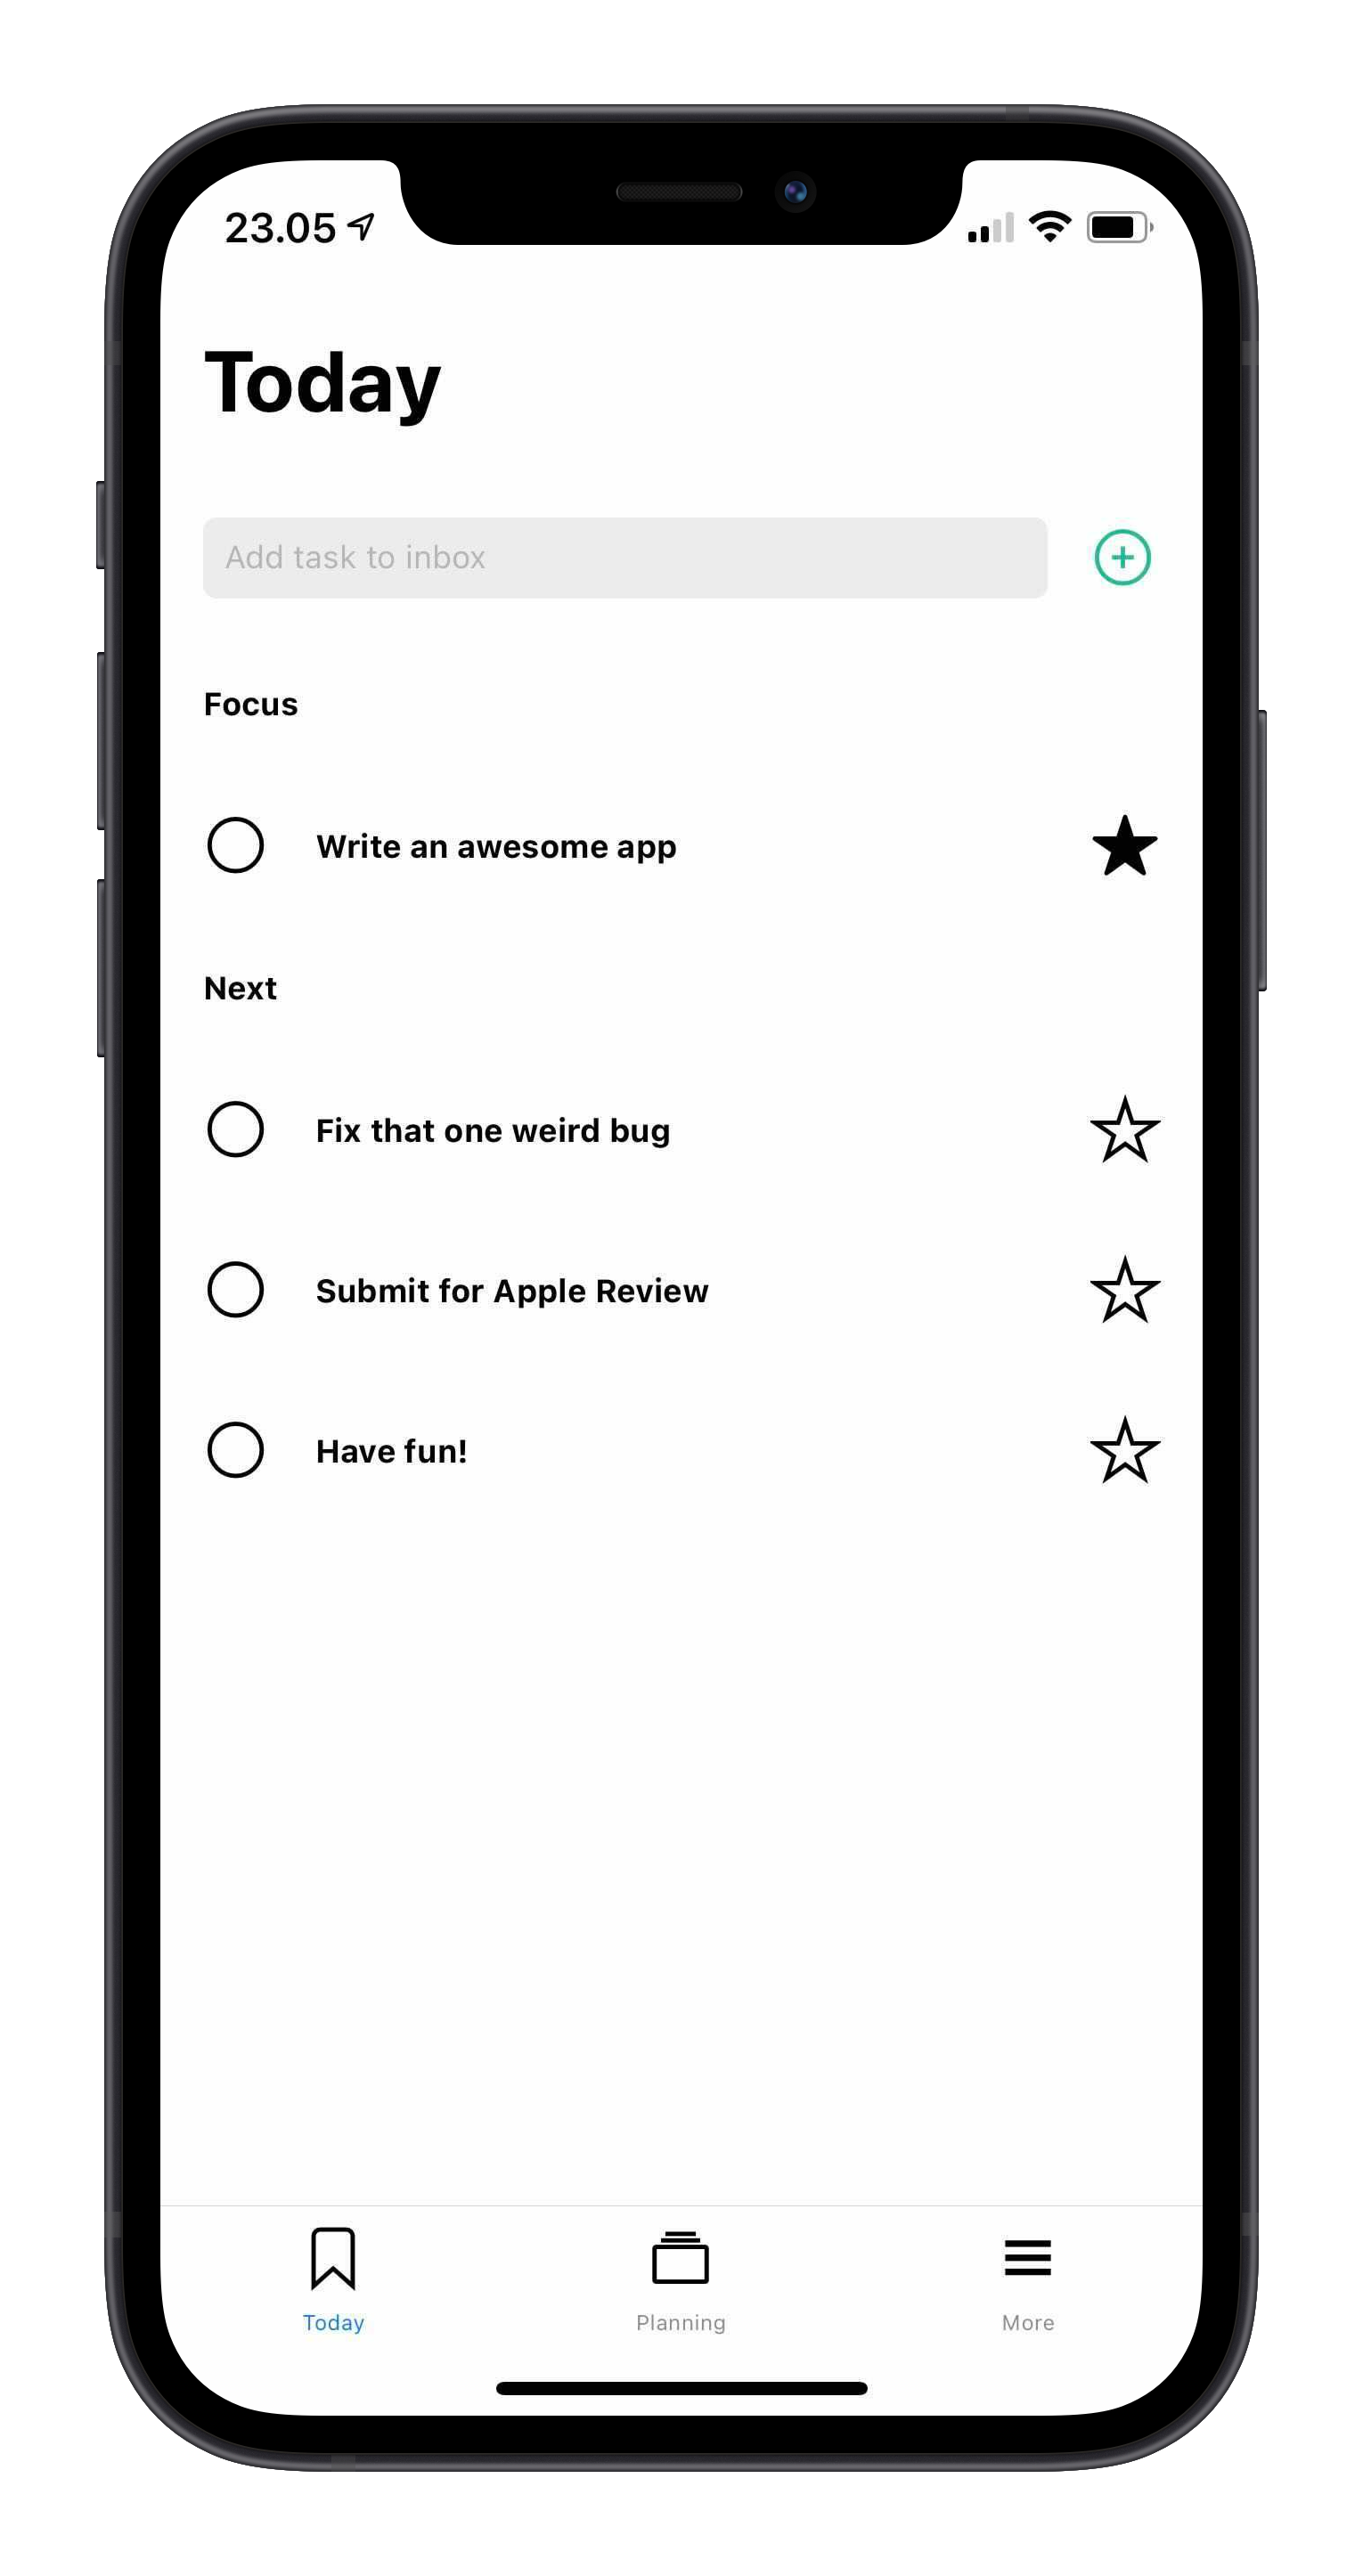 23.05
Today
Add task to inbox
Focus
Write an awesome app
Next
Fix that one weird bug
Submit for Apple Review
Have fun!
Today
Planning
More